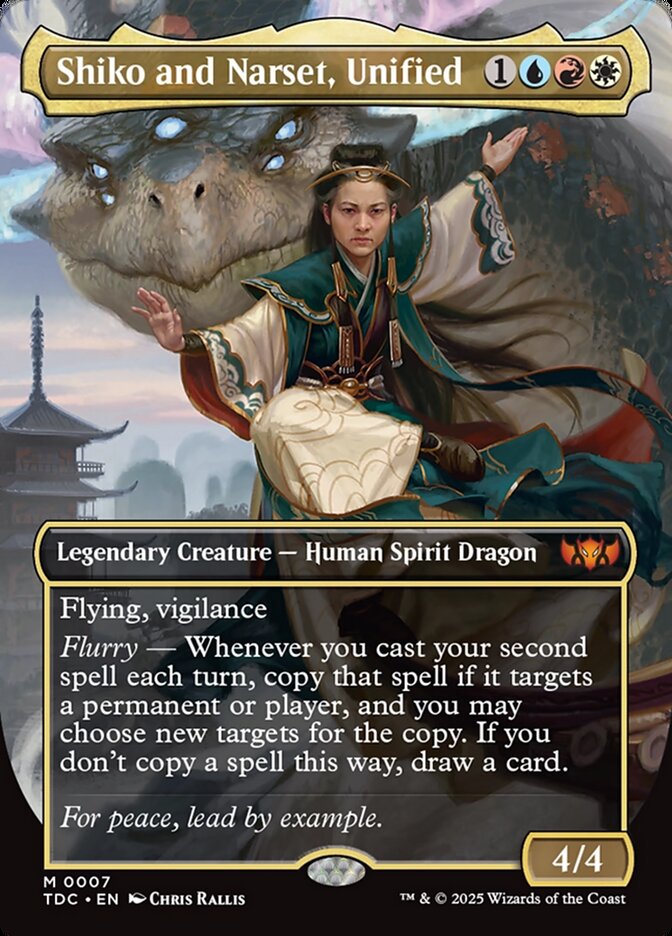 Shiko and Narset, Unified 1
Legendary Creature — Human Spirit Dragon
Flying, vigilance
Flurry — Whenever you cast your second
spell each turn, copy that spell if it targets
a permanent or player, and you may
choose new targets for the copy. If you
don't copy a spell this way, draw a card.
For peace, lead by example.
4/4
M 0007
TDC • EN Chris Rallis
™ & © 2025 Wizards of the Coast